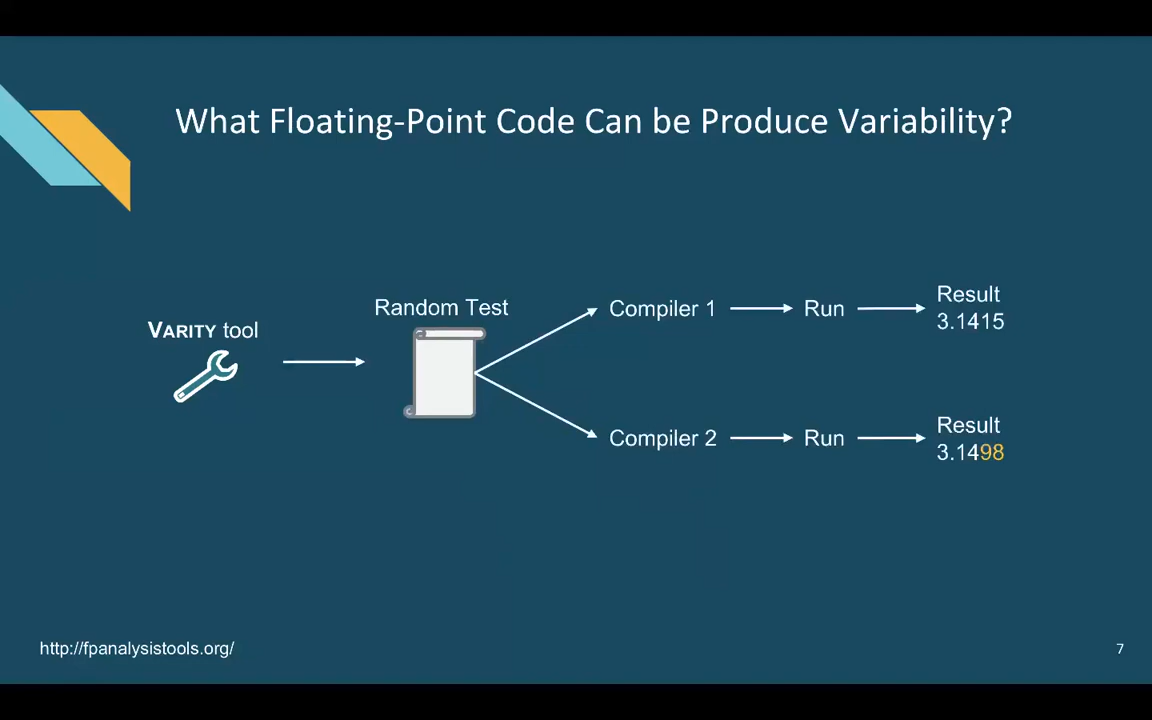 What Floating-Point Code Can be Produce Variability?
VARITY tool
Random Test
Compiler 1
Run
Result
3.1415
Compiler 2
Run
Result
3.1498
http://fpanalysistools.org/
7